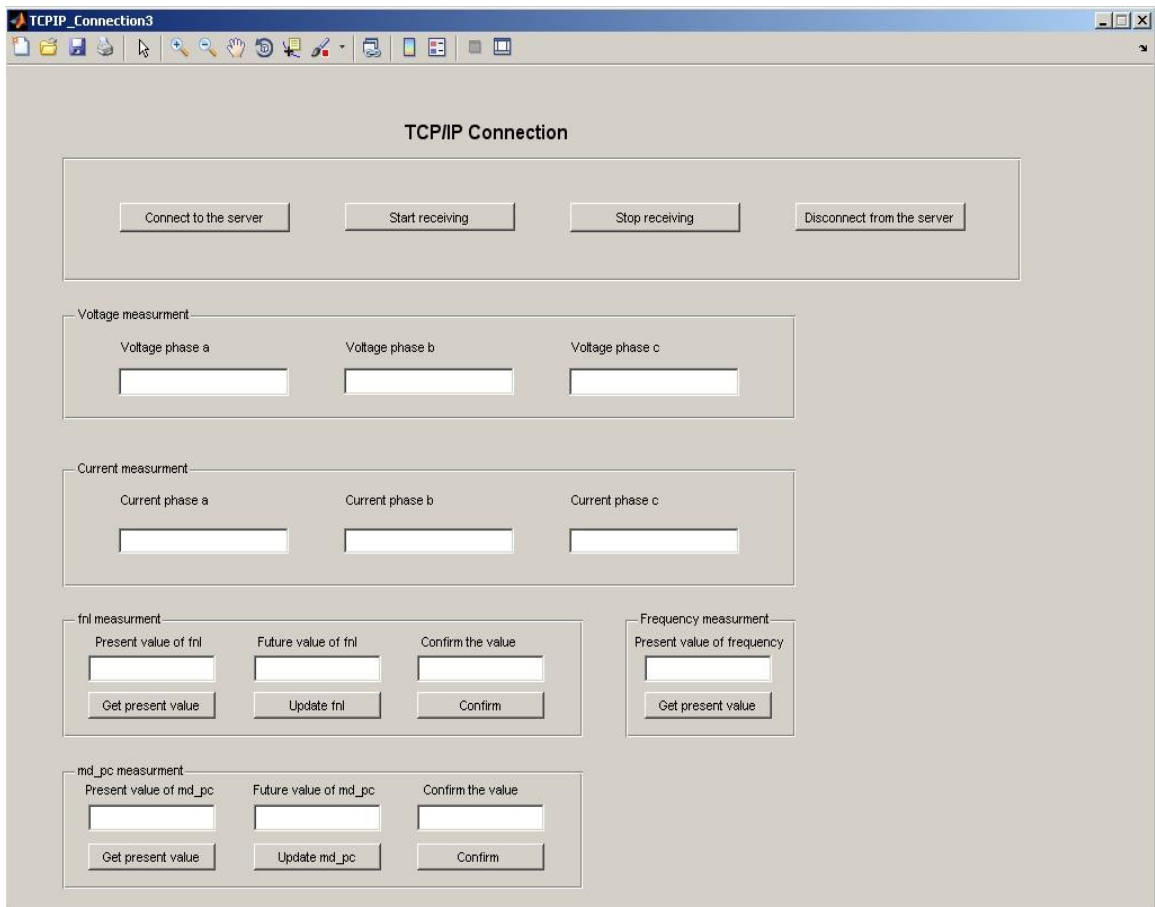 TCPIP_Connection3
TCP/IP Connection
Connect to the server Start receiving Stop receiving Disconnect from the server
Voltage measurment
Voltage phase a Voltage phase b Voltage phase c
Current measurment
Current phase a Current phase b Current phase c
fnl measurment
Present value of fnl Future value of fnl Confirm the value
Get present value Update fnl Confirm
Frequency measurment
Present value of frequency
Get present value
md_pc measurment
Present value of md_pc Future value of md_pc Confirm the value
Get present value Update md_pc Confirm